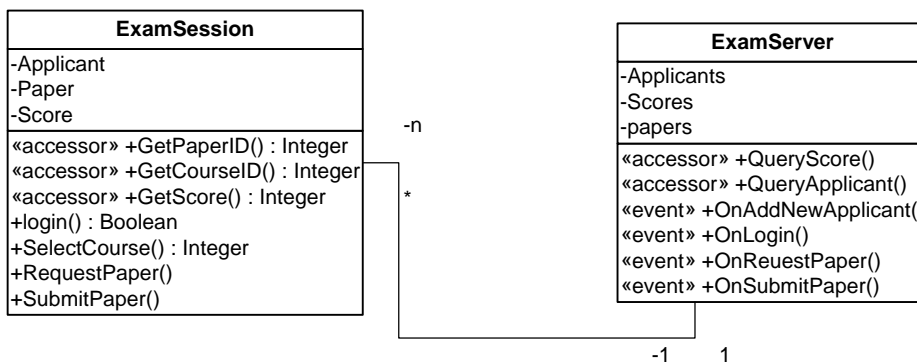 ExamSession
-Applicant
-Paper
-Score
«accessor» +GetPaperID() : Integer
«accessor» +GetCourseID() : Integer
«accessor» +GetScore() : Integer
+login() : Boolean
+SelectCourse() : Integer
+RequestPaper()
+SubmitPaper()
-n
*
ExamServer
-Applicants
-Scores
-papers
«accessor» +QueryScore()
«accessor» +QueryApplicant()
«event» +OnAddNewApplicant(
«event» +OnLogin()
«event» +OnReuestPaper()
«event» +OnSubmitPaper()
-1 1